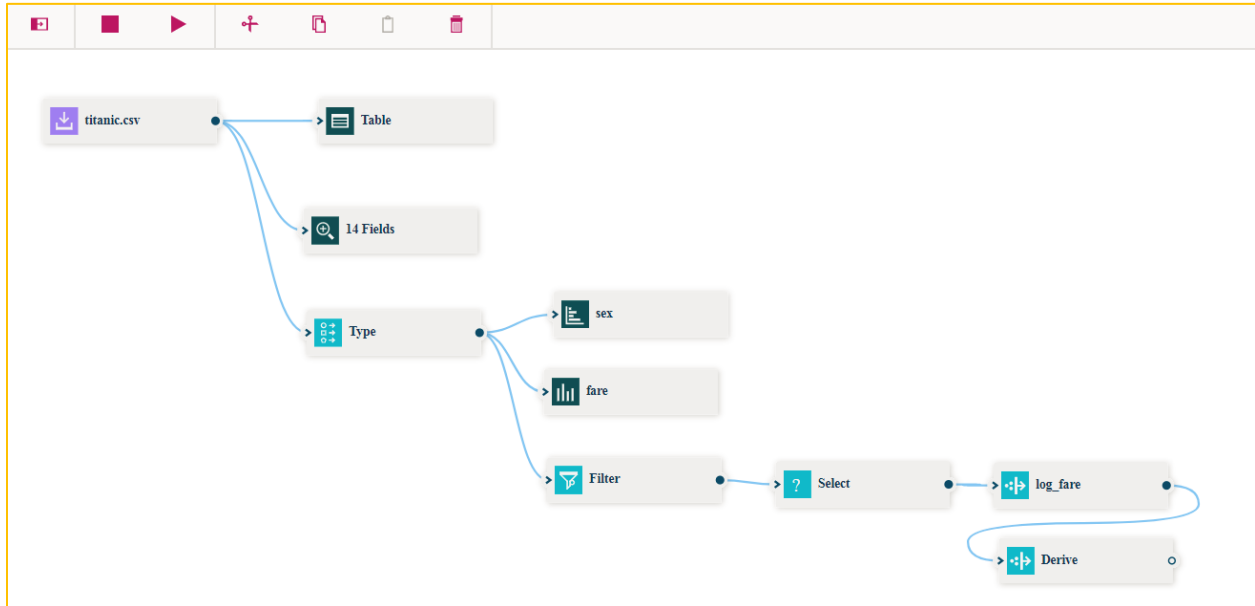 titanic.csv
Table
14 Fields
Type
sex
fare
Filter
?
Select
log_fare
Derive